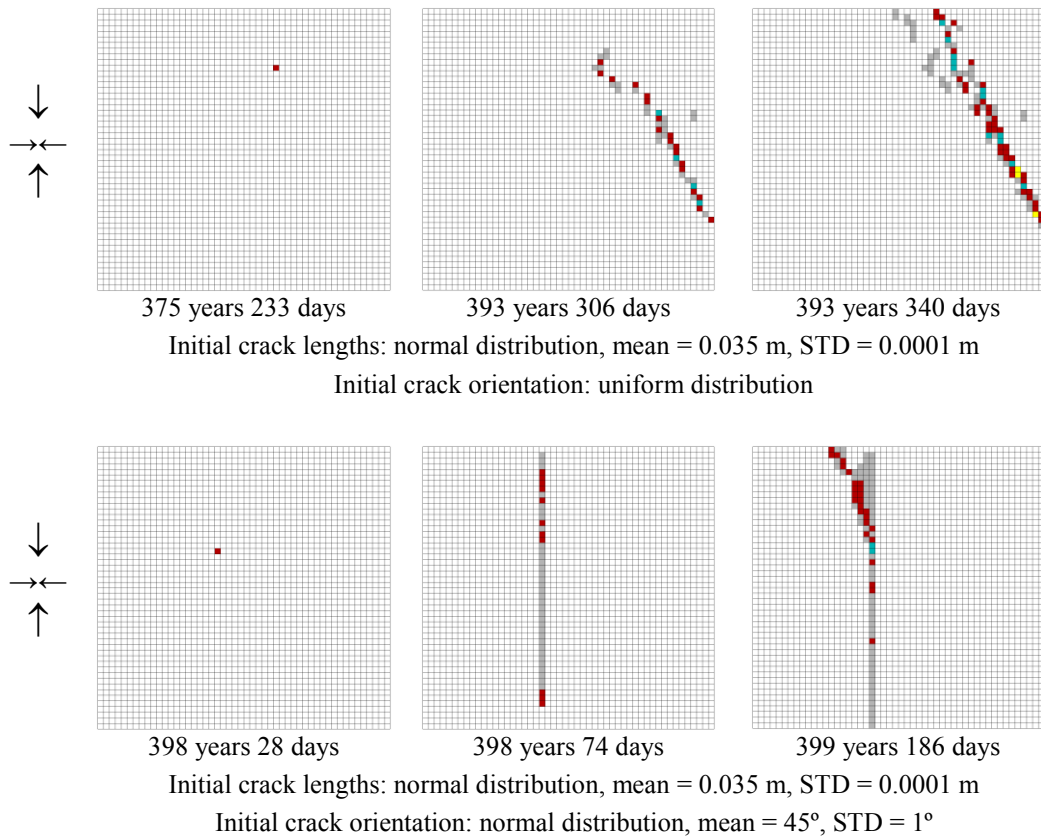 375 years 233 days 393 years 306 days 393 years 340 days
Initial crack lengths: normal distribution, mean = 0.035 m, STD = 0.0001 m
Initial crack orientation: uniform distribution
398 years 28 days 398 years 74 days 399 years 186 days
Initial crack lengths: normal distribution, mean = 0.035 m, STD = 0.0001 m
Initial crack orientation: normal distribution, mean = 45º, STD = 1º